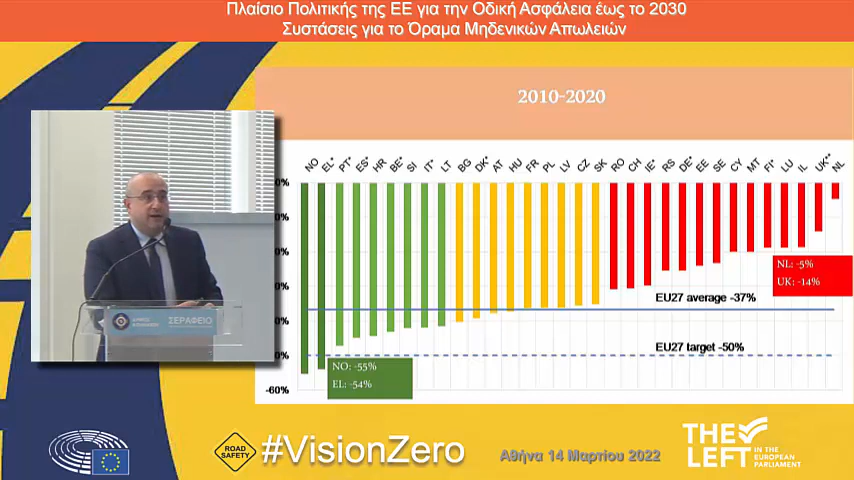 Πλαίσιο Πολιτικής της ΕΕ για την Οδική Ασφάλεια έως το 2030
Συστάσεις για το Όραμα Μηδενικών Απωλειών
2010-2020
NO EL* PT* ES* HR BE* SI IT* LT BG DK* AT HU FR PL LV CZ SK RO CH IE* RS DE* EE SE CY MT FI* LU IL UK** NL
NL: -5%
UK: -14%
EU27 average -37%
EU27 target -50%
NO: -55%
EL: -54%
-60%
ΣΕΡΑΦΕΙΟ
ROAD
SAFETY
#VisionZero
Αθήνα 14 Μαρτίου 2022
THE
LEFT
IN THE
EUROPEAN
PARLIAMENT